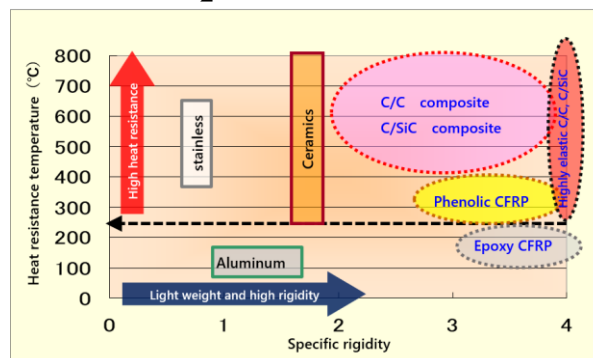 2
800
700
600
500
400
300
200
100
0
Heat resistance temperature (℃)
High heat resistance
stainless
Ceramics
C/C composite
C/SiC composite
Highly elastic C/C, C/SiC
Phenolic CFRP
Epoxy CFRP
Aluminum
Light weight and high rigidity
0 1 2 3 4
Specific rigidity